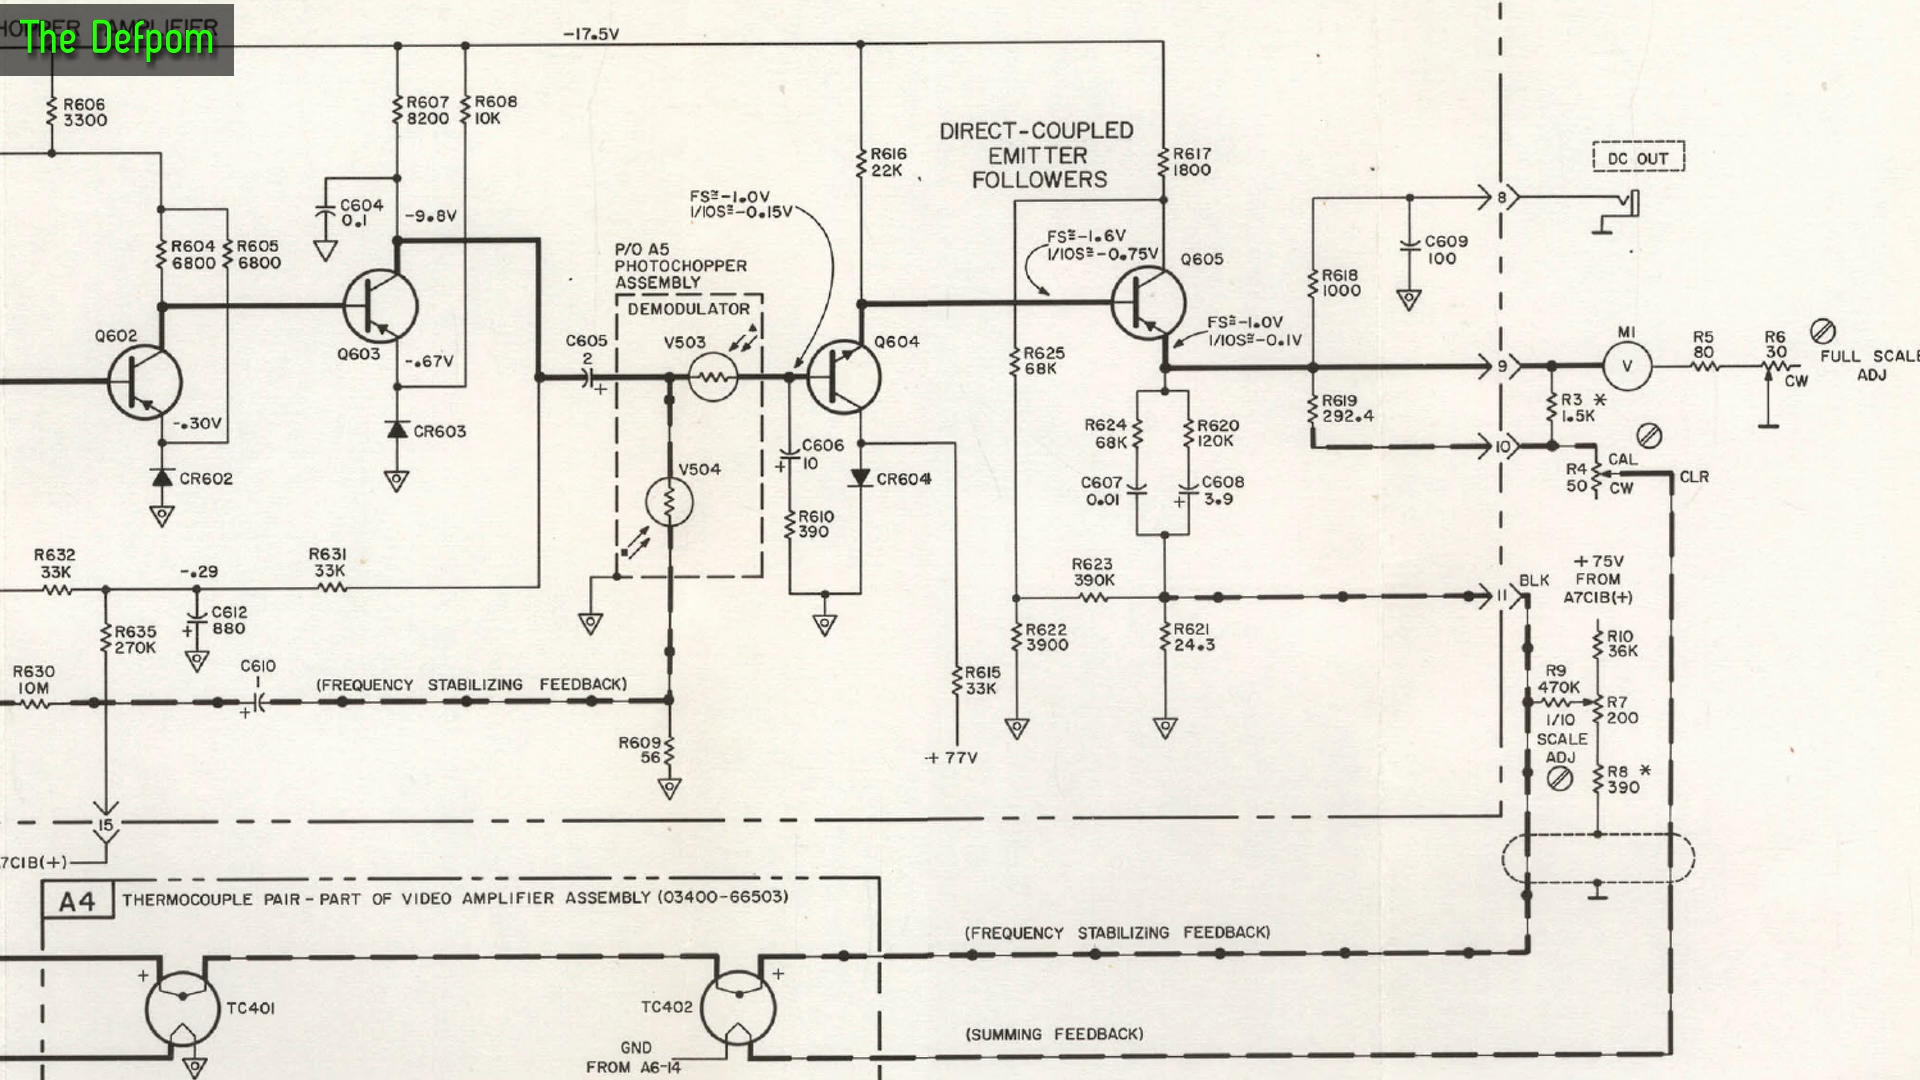 The Defpom
-17.5V
R606
3300
R607
8200
R608
10K
R616
22K
DIRECT-COUPLED
EMITTER
FOLLOWERS
R617
1800
DC OUT
C604
0.1
-9.8V
FS≅-1.0V
1/10S≅-0.15V
8
R604
6800
R605
6800
P/O A5
PHOTOCHOPPER
ASSEMBLY
FS≅-1.6V
1/10S≅-0.75V
Q605
C609
100
R618
1000
DEMODULATOR
Q602
Q603
C605
2
+
V503
Q604
FS≅-1.0V
1/10S≅-0.1V
R625
68K
-.67V
9
M1
V
R5
80
R6
30
CW
FULL SCALE
ADJ
R3 *
1.5K
R619
292.4
-.30V
CR603
R624
68K
R620
120K
C606
10
+
10
CR602
V504
CR604
C607
0.01
C608
3.9
+
R4
50
CAL
CW
CLR
R610
390
R632
33K
-.29
R631
33K
R623
390K
11
BLK
+75V
FROM
A7C1B(+)
C612
880
+
R635
270K
R622
3900
R621
24.3
R10
36K
R630
10M
C610
1
+
(FREQUENCY STABILIZING FEEDBACK)
R615
33K
R9
470K
1/10
SCALE
ADJ
R7
200
R609
56
+77V
R8 *
390
15
7C1B(+)
A4
THERMOCOUPLE PAIR-PART OF VIDEO AMPLIFIER ASSEMBLY (03400-66503)
(FREQUENCY STABILIZING FEEDBACK)
+
TC401
TC402
+
(SUMMING FEEDBACK)
GND
FROM A6-14